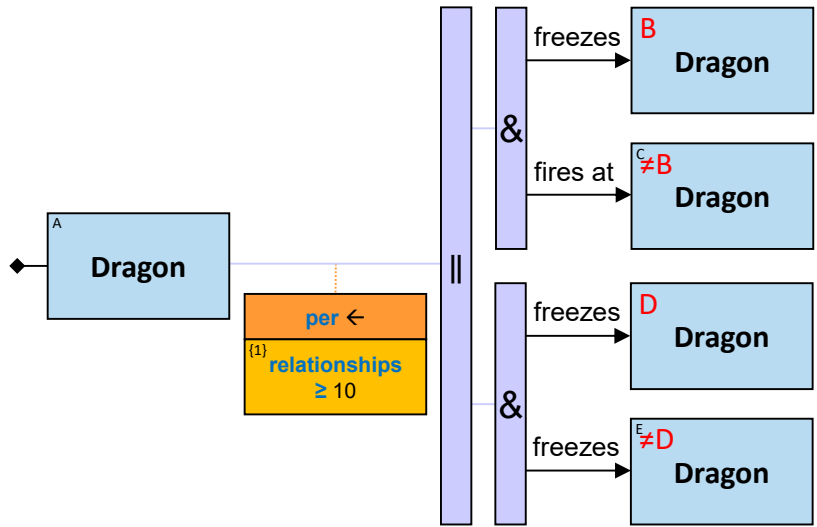 freezes
B
Dragon
&
fires at
C
≠B
Dragon
A
Dragon
||
per ←
{1}
relationships
≥ 10
freezes
D
Dragon
&
freezes
E
≠D
Dragon